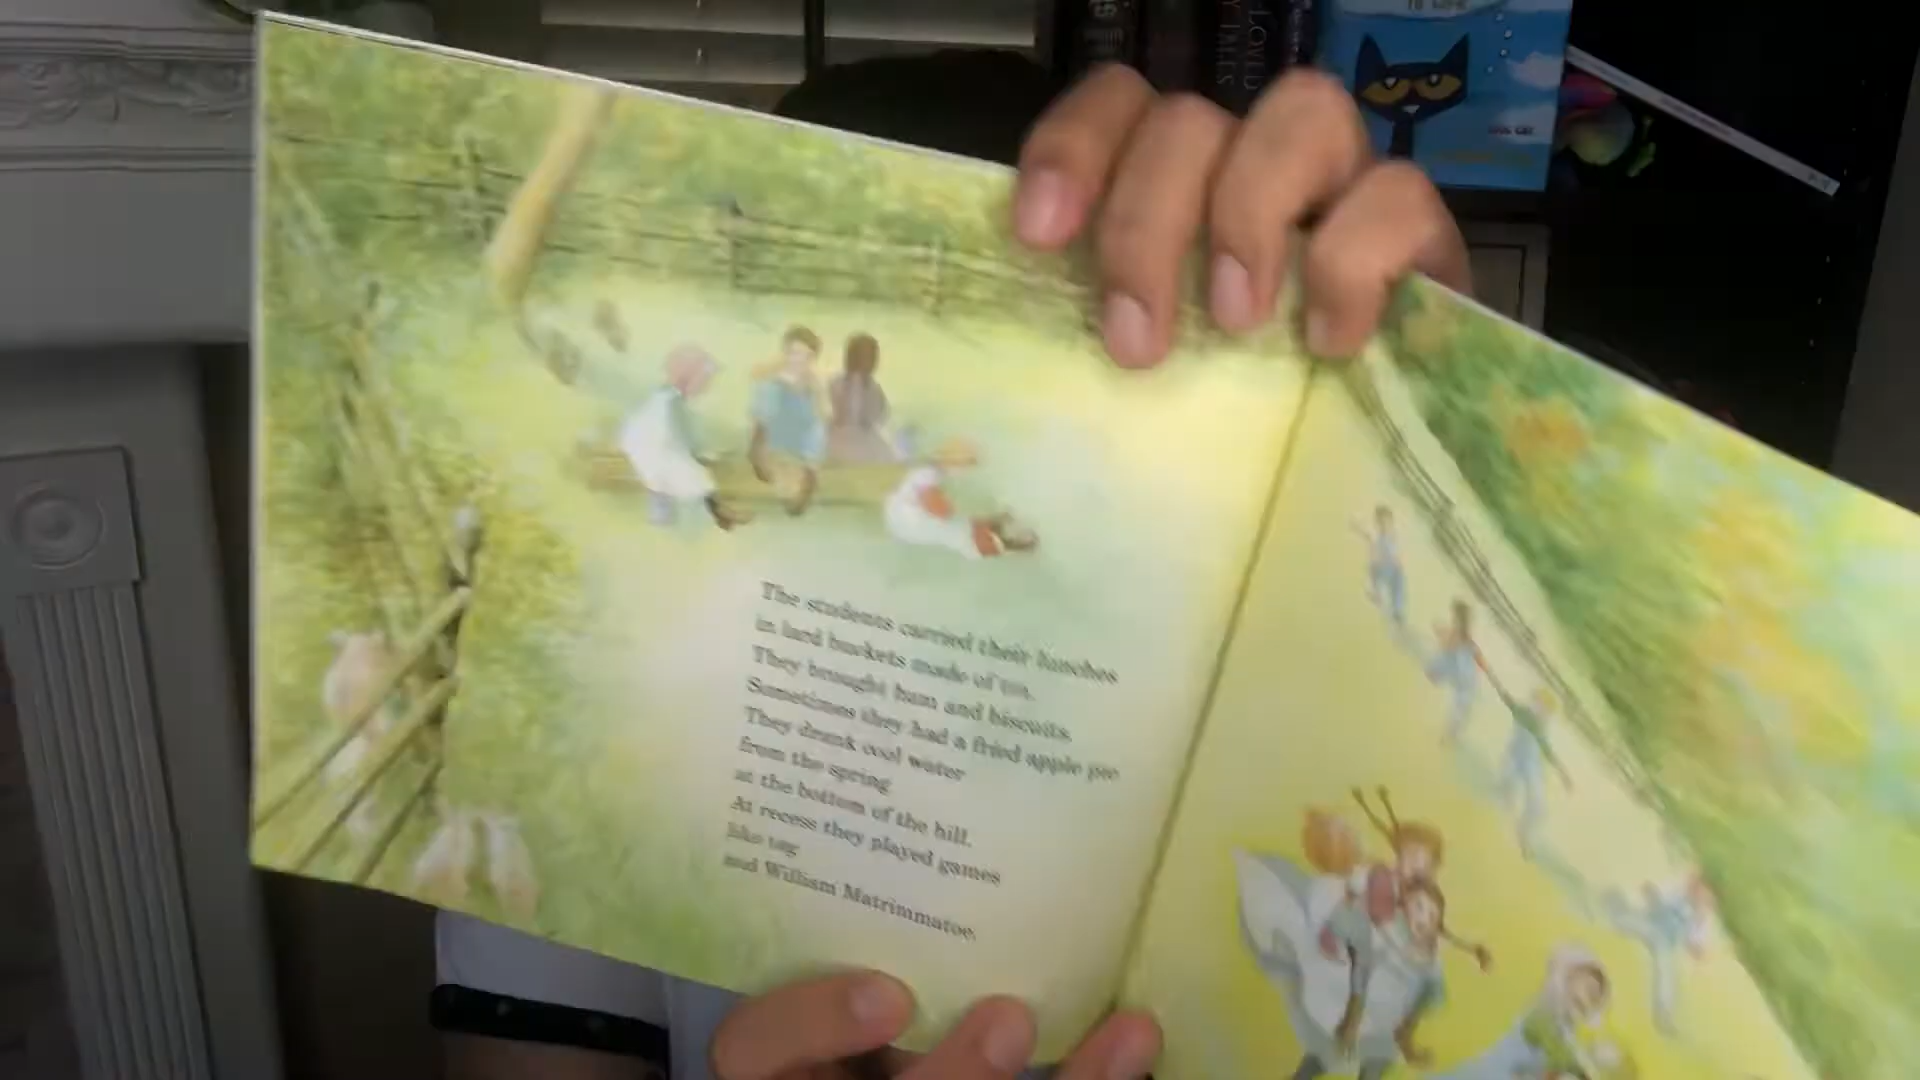 LOVED
Y TALES
The students carried their lunches
in lard buckets made of tin.
They brought ham and biscuits.
Sometimes they had a fried apple pie
They drank cool water
from the spring
at the bottom of the hill.
At recess they played games
like tag
and William Matrimmatoe.